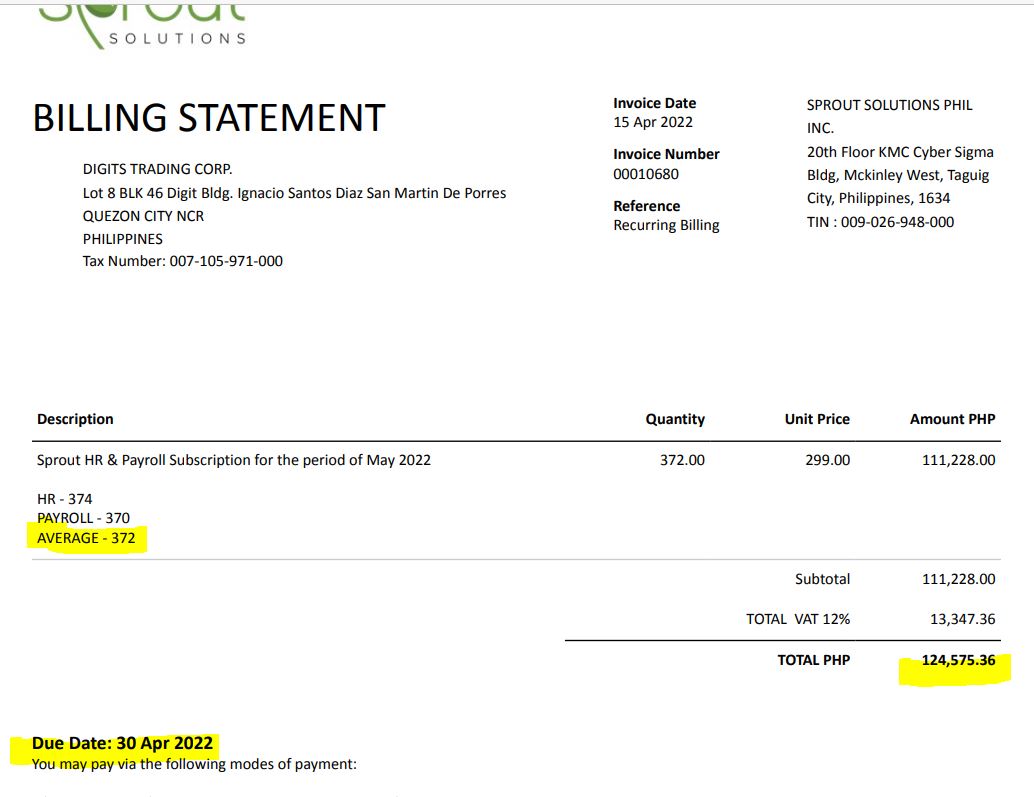 Sprout
SOLUTIONS
BILLING STATEMENT
DIGITS TRADING CORP.
Lot 8 BLK 46 Digit Bldg. Ignacio Santos Diaz San Martin De Porres
QUEZON CITY NCR
PHILIPPINES
Tax Number: 007-105-971-000
Invoice Date
15 Apr 2022
Invoice Number
00010680
Reference
Recurring Billing
SPROUT SOLUTIONS PHIL
INC.
20th Floor KMC Cyber Sigma
Bldg, Mckinley West, Taguig
City, Philippines, 1634
TIN : 009-026-948-000
Description Quantity Unit Price Amount PHP
Sprout HR & Payroll Subscription for the period of May 2022 372.00 299.00 111,228.00
HR - 374
PAYROLL - 370
AVERAGE - 372
Subtotal 111,228.00
TOTAL VAT 12% 13,347.36
TOTAL PHP 124,575.36
Due Date: 30 Apr 2022
You may pay via the following modes of payment: